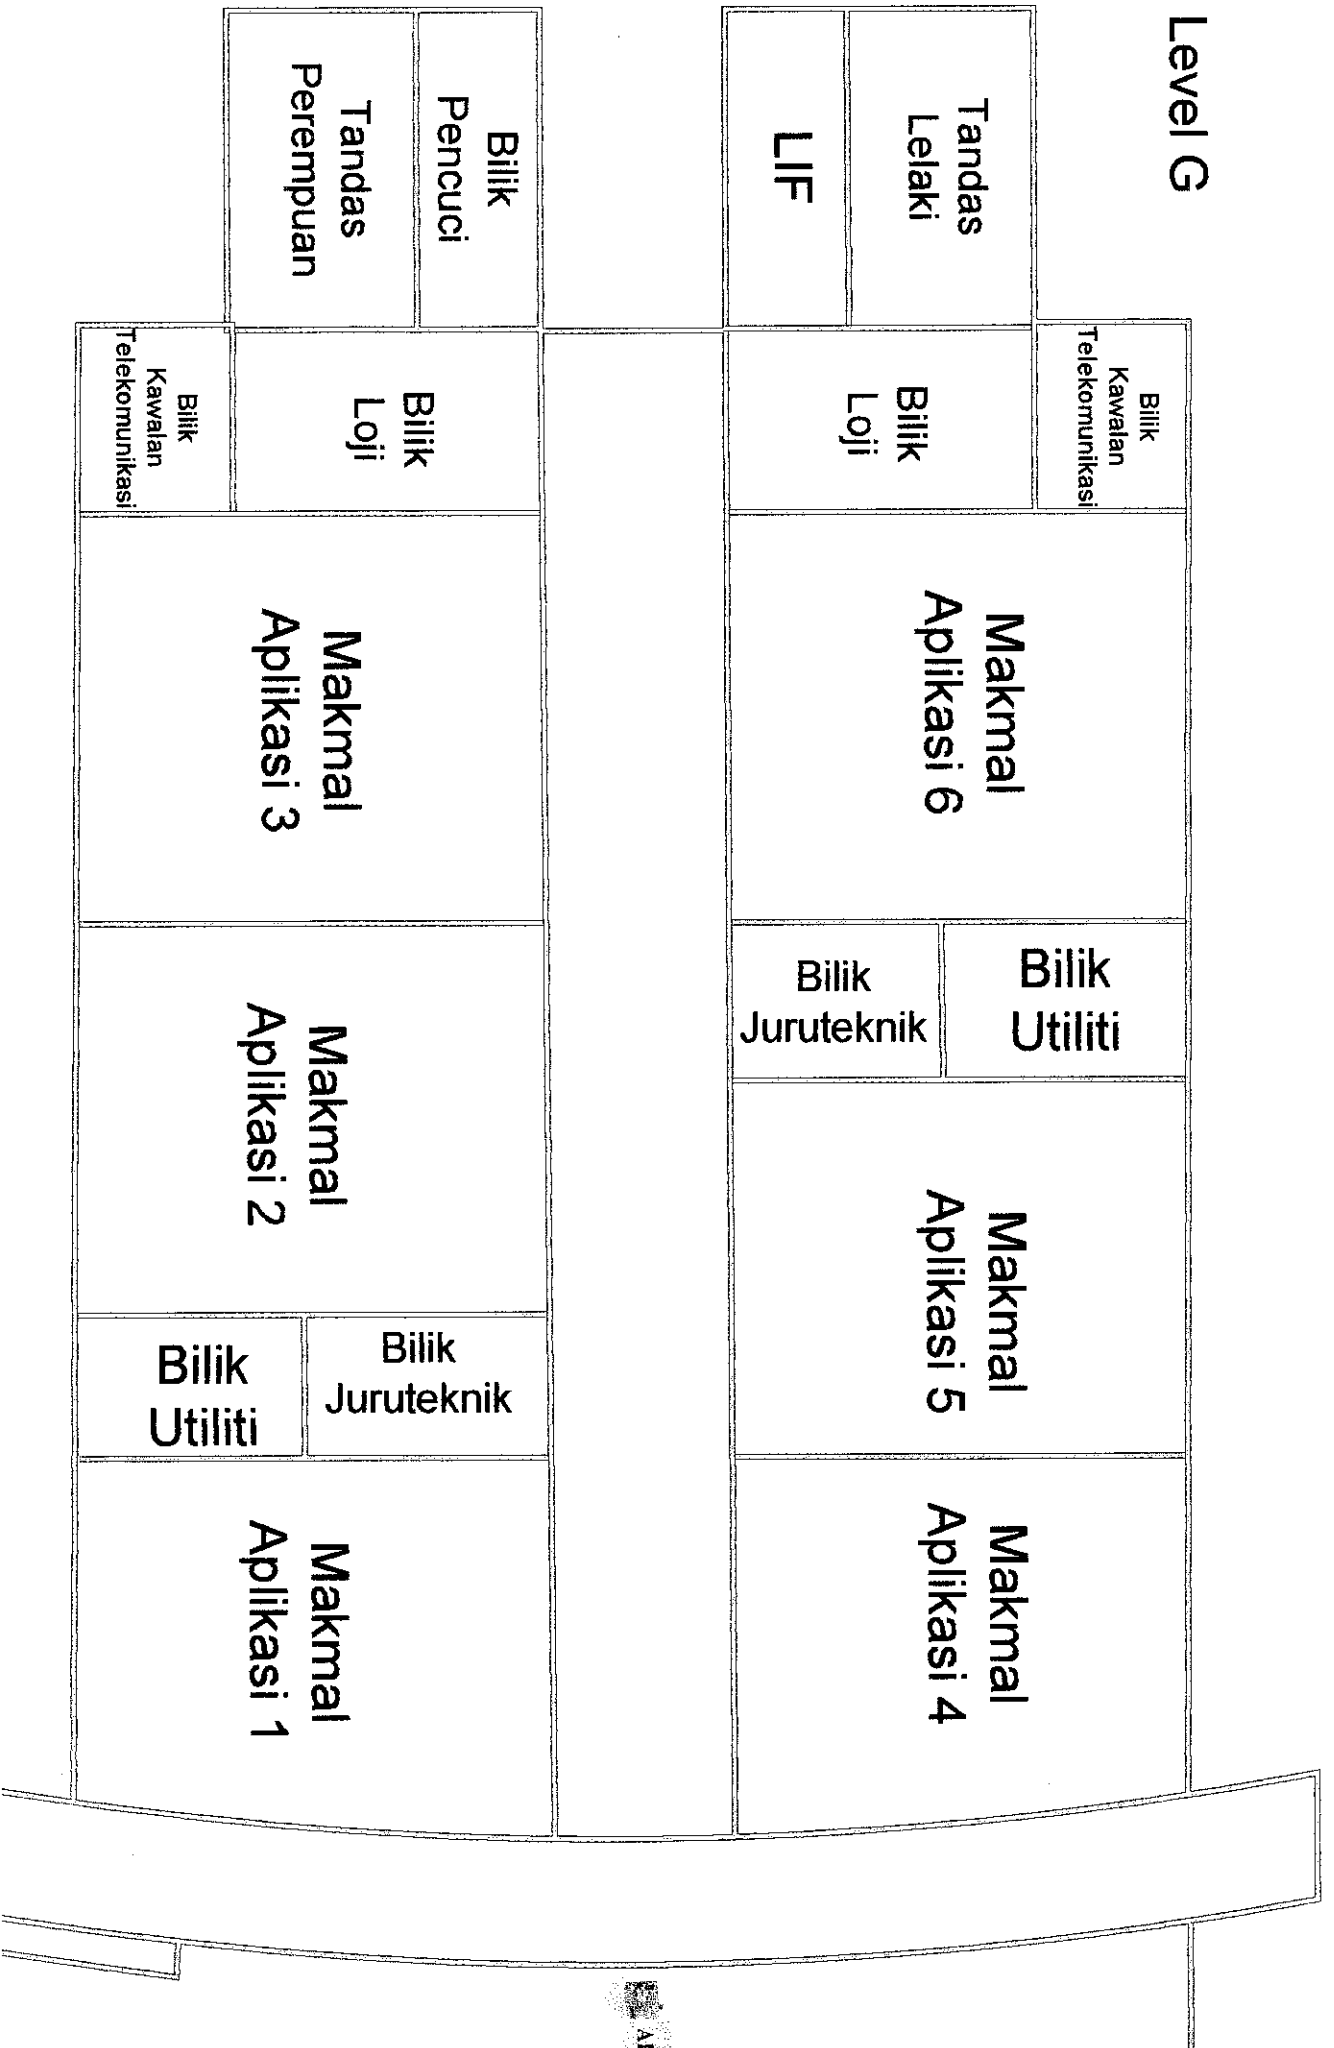 Level G
Tandas
Lelaki
LIF
Bilik
Pencuci
Tandas
Perempuan
Bilik
Kawalan
Telekomunikasi
Bilik
Loji
Bilik
Loji
Bilik
Kawalan
Telekomunikasi
Makmal
Aplikasi 6
Makmal
Aplikasi 3
Bilik
Juruteknik
Bilik
Utiliti
Makmal
Aplikasi 5
Makmal
Aplikasi 2
Bilik
Utiliti
Bilik
Juruteknik
Makmal
Aplikasi 4
Makmal
Aplikasi 1